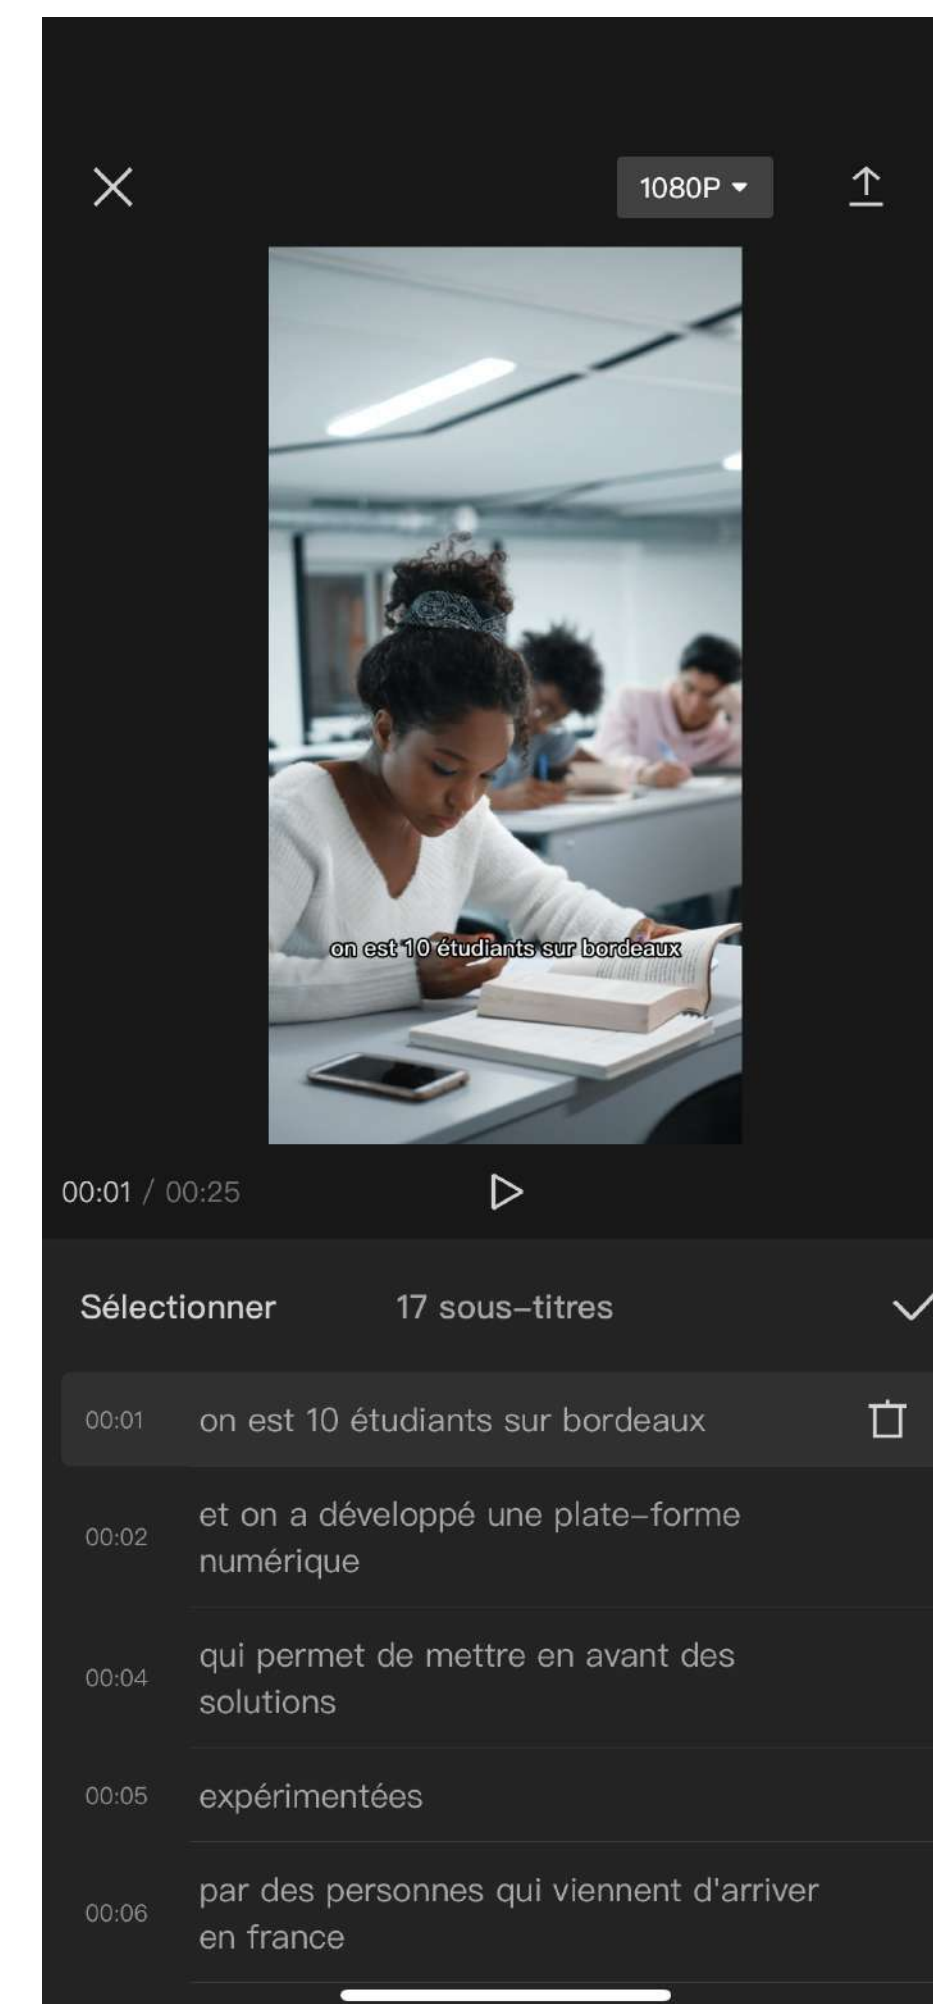 1080P
on est 10 étudiants sur bordeaux
00:01 / 00:25
Sélectionner 17 sous-titres
00:01 on est 10 étudiants sur bordeaux
00:02 et on a développé une plate-forme
numérique
00:04 qui permet de mettre en avant des
solutions
00:05 expérimentées
00:06 par des personnes qui viennent d'arriver
en france